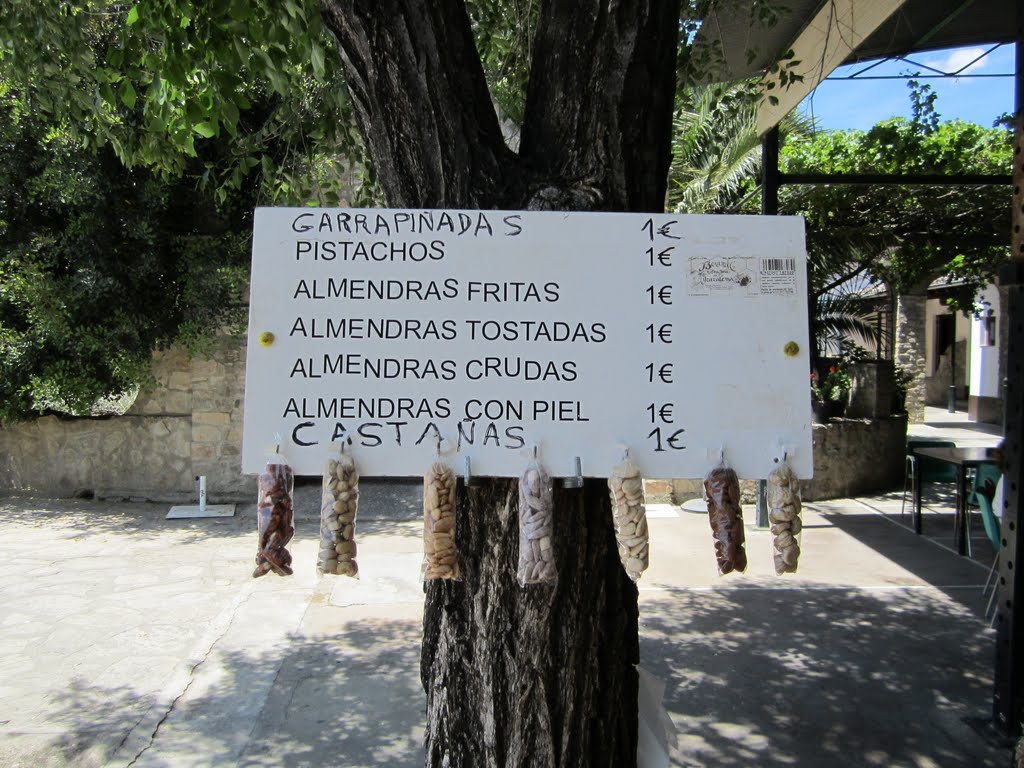 GARRAPIÑADAS 1€
PISTACHOS 1€
ALMENDRAS FRITAS 1€
ALMENDRAS TOSTADAS 1€
ALMENDRAS CRUDAS 1€
ALMENDRAS CON PIEL 1€
CASTAÑAS 1€